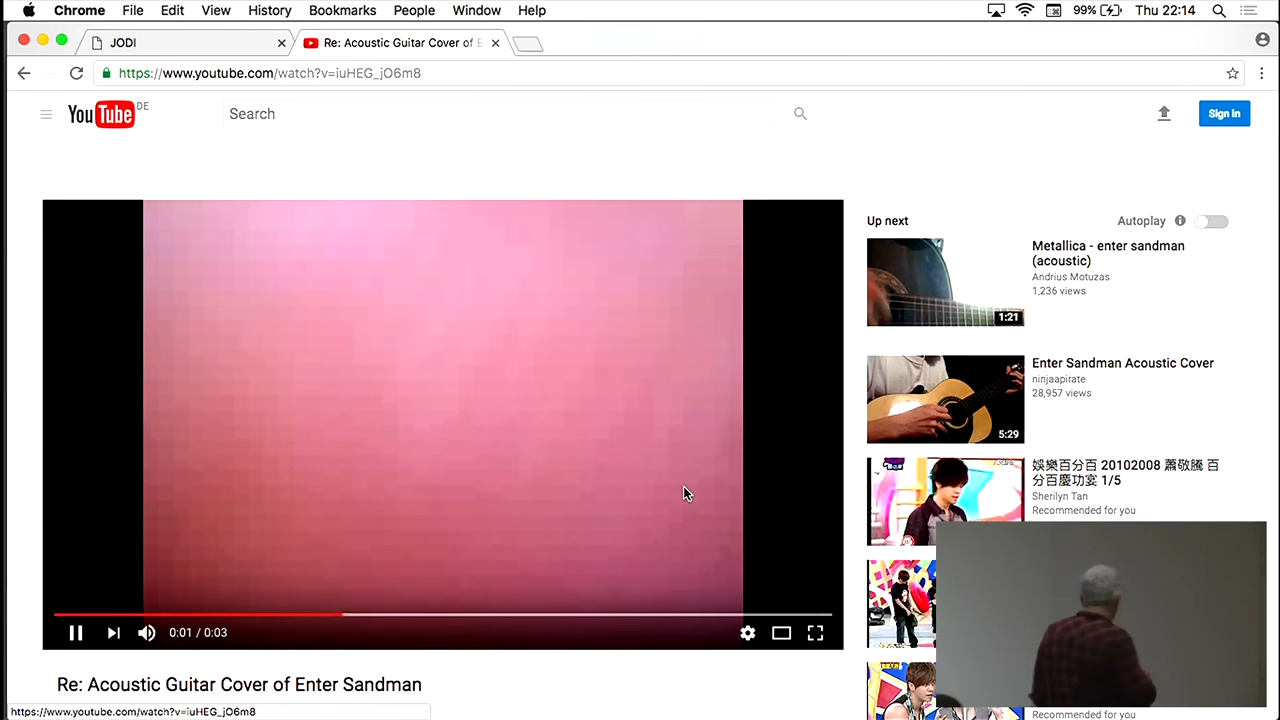 Chrome File Edit View History Bookmarks People Window Help 99% Thu 22:14
JODI Re: Acoustic Guitar Cover of E
https://www.youtube.com/watch?v=iuHEG_jO6m8
YouTube DE Search Sign in
Up next Autoplay
Metallica - enter sandman
(acoustic)
Andrius Motuzas
1,236 views
1:21
Enter Sandman Acoustic Cover
ninjaapirate
28,957 views
5:29
娛樂百分百 20102008 蕭敬騰 百
分百慶功宴 1/5
Sherilyn Tan
Recommended for you
0:01 / 0:03
Re: Acoustic Guitar Cover of Enter Sandman
https://www.youtube.com/watch?v=iuHEG_jO6m8
Recommended for you